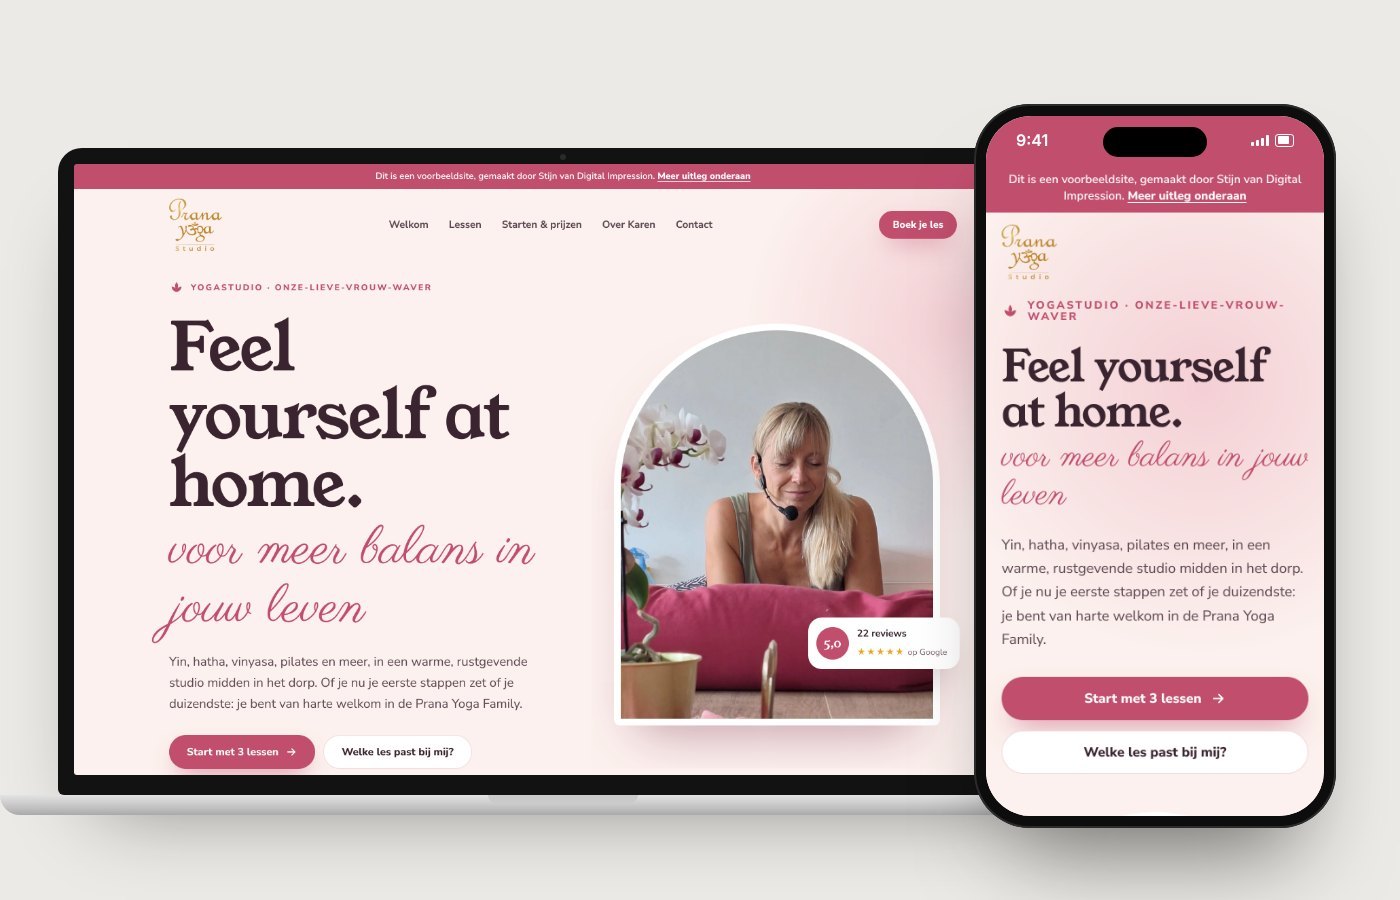 Dit is een voorbeeldsite, gemaakt door Stijn van Digital Impression. Meer uitleg onderaan
Prana
yoga
Studio
Welkom Lessen Starten & prijzen Over Karen Contact
Boek je les
YOGASTUDIO · ONZE-LIEVE-VROUW-WAVER
Feel
yourself at
home.
voor meer balans in
jouw leven
Yin, hatha, vinyasa, pilates en meer, in een warme, rustgevende
studio midden in het dorp. Of je nu je eerste stappen zet of je
duizendste: je bent van harte welkom in de Prana Yoga Family.
Start met 3 lessen →
Welke les past bij mij?
5,0
22 reviews
★★★★★ op Google
9:41
Dit is een voorbeeldsite, gemaakt door Stijn van Digital
Impression. Meer uitleg onderaan
Prana
yoga
Studio
YOGASTUDIO · ONZE-LIEVE-VROUW-
WAVER
Feel yourself
at home.
voor meer balans in jouw
leven
Yin, hatha, vinyasa, pilates en meer, in een
warme, rustgevende studio midden in het dorp.
Of je nu je eerste stappen zet of je duizendste:
je bent van harte welkom in de Prana Yoga
Family.
Start met 3 lessen →
Welke les past bij mij?